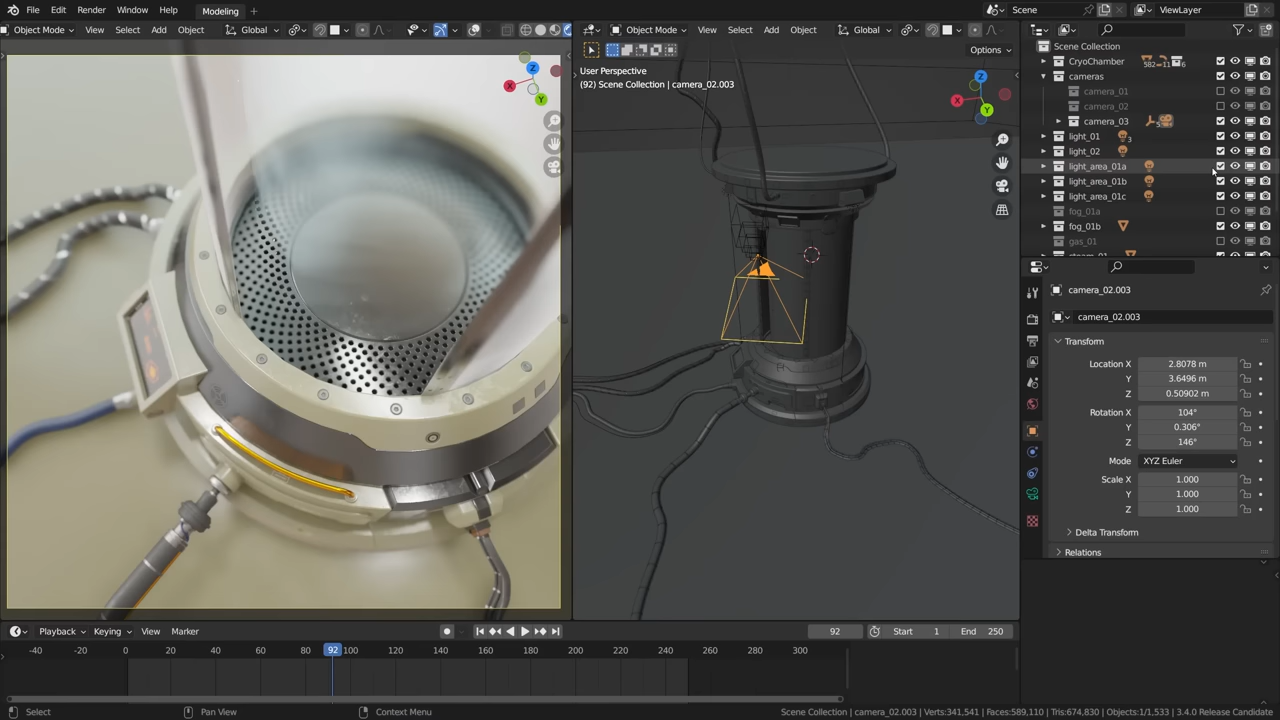 File Edit Render Window Help Modeling + Scene ViewLayer
Object Mode View Select Add Object Global
Object Mode View Select Add Object Global
Options
User Perspective
(92) Scene Collection | camera_02.003
Z
X
Y
Z
X
Y
Scene Collection
CryoChamber 582 11 6
cameras
camera_01
camera_02
camera_03 5
light_01 3
light_02
light_area_01a
light_area_01b
light_area_01c
fog_01a
fog_01b
gas_01
camera_02.003
camera_02.003
Transform
Location X 2.8078 m
Y 3.6496 m
Z 0.50902 m
Rotation X 104°
Y 0.306°
Z 146°
Mode XYZ Euler
Scale X 1.000
Y 1.000
Z 1.000
Delta Transform
Relations
Playback Keying View Marker 92 Start 1 End 250
-40 -20 0 20 40 60 80 92 100 120 140 160 180 200 220 240 260 280 300
Select Pan View Context Menu Scene Collection | camera_02.003 | Verts:341,541 | Faces:589,110 | Tris:674,830 | Objects:1/1,533 | 3.4.0 Release Candidate